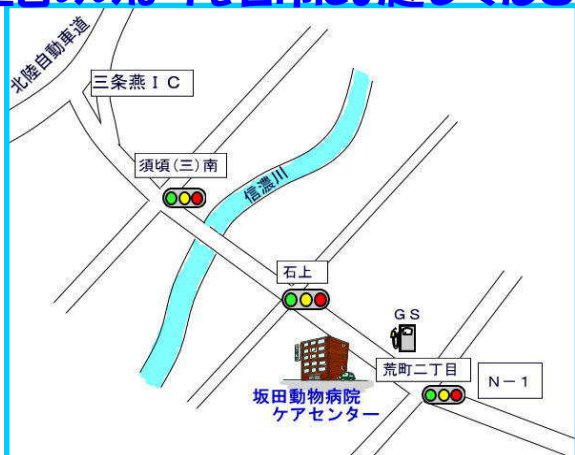 北陸自動車道
三条燕ＩＣ
須頃(三)南
信濃川
石上
ＧＳ
荒町二丁目
Ｎ－１
坂田動物病院
ケアセンター